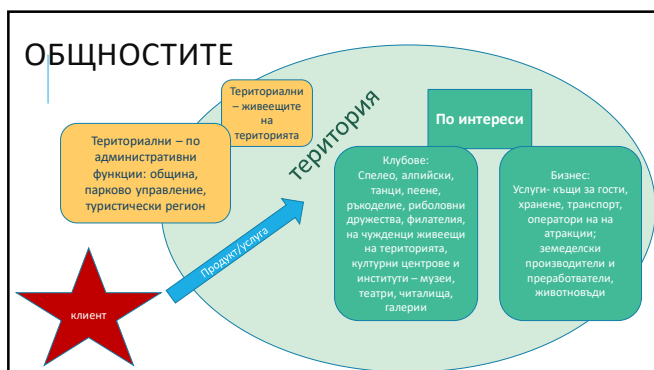 ОБЩНОСТИТЕ
Териториални
– живеещите
на
територията
Териториални – по
административни
функции: община,
парково управление,
туристически регион
територия
По интереси
Клубове:
Спелео, алпийски,
танци, пеене,
ръкоделие, риболовни
дружества, филателия,
на чужденци живеещи
на територията,
културни центрове и
институти – музеи,
театри, читалища,
галерии
Бизнес:
Услуги- къщи за гости,
хранене, транспорт,
оператори на на
атракции;
земеделски
производители и
преработватели,
животновъди
Продукт/услуга
клиент